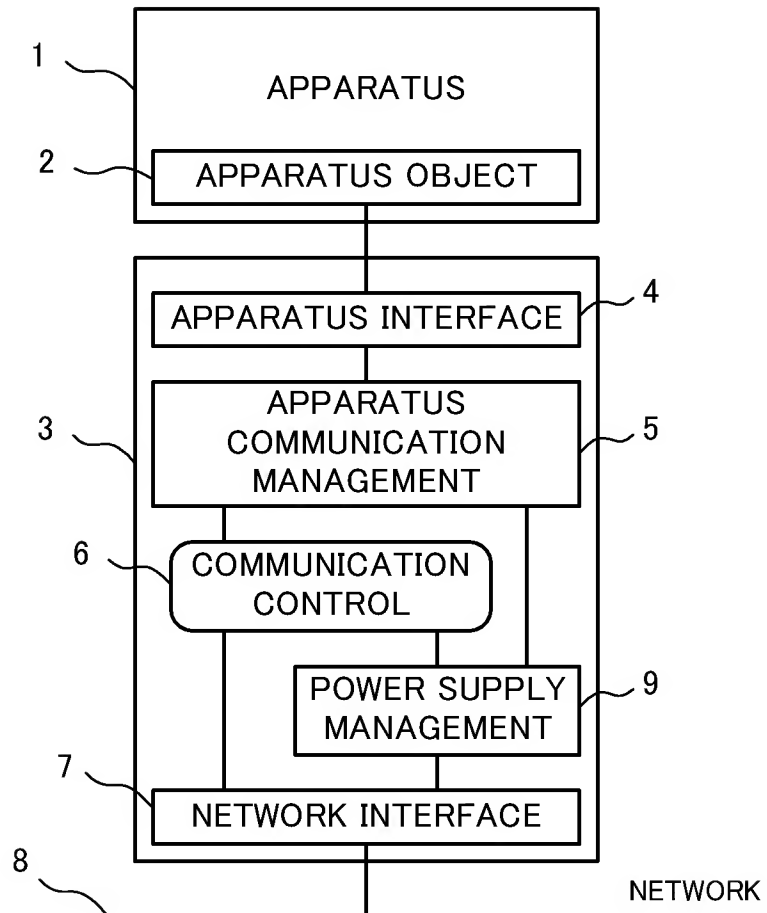 1
APPARATUS
2
APPARATUS OBJECT
4
APPARATUS INTERFACE
3
APPARATUS
COMMUNICATION
MANAGEMENT
5
6
COMMUNICATION
CONTROL
POWER SUPPLY
MANAGEMENT
9
7
NETWORK INTERFACE
8
NETWORK